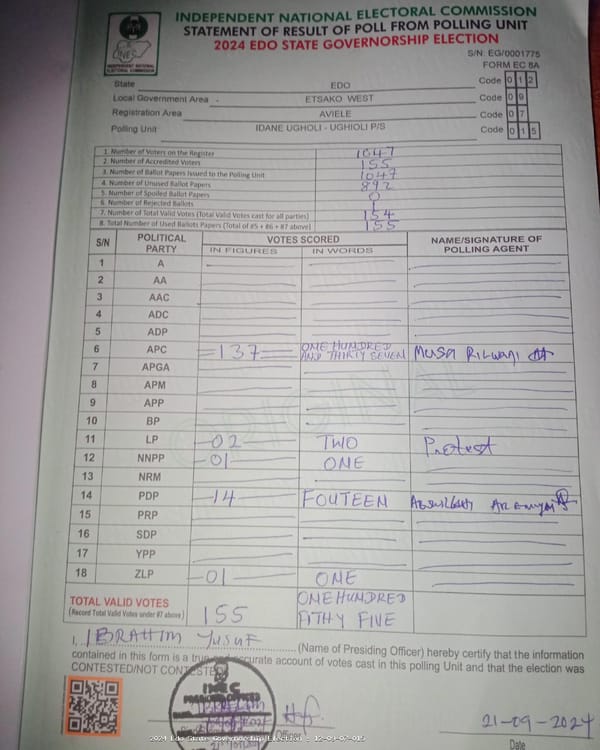 INDEPENDENT NATIONAL ELECTORAL COMMISSION
STATEMENT OF RESULT OF POLL FROM POLLING UNIT
2024 EDO STATE GOVERNORSHIP ELECTION
INEC
INDEPENDENT NATIONAL ELECTORAL COMMISSION
S/N: EG/0001775
FORM EC 8A
State EDO Code 0 1 2
Local Government Area - ETSAKO WEST Code 0 9
Registration Area AVIELE Code 0 7
Polling Unit IDANE UGHOLI - UGHIOLI P/S Code 0 1 5
1. Number of Voters on the Register 1047
2. Number of Accredited Voters 155
3. Number of Ballot Papers Issued to the Polling Unit 1047
4. Number of Unused Ballot Papers 892
5. Number of Spoiled Ballot Papers 0
6. Number of Rejected Ballots 1
7. Number of Total Valid Votes (Total Valid Votes cast for all parties) 154
8. Total Number of Used Ballots Papers (Total of #5 + #6 + #7 above) 155
S/N POLITICAL PARTY VOTES SCORED NAME/SIGNATURE OF POLLING AGENT
IN FIGURES IN WORDS
1 A
2 AA
3 AAC
4 ADC
5 ADP
6 APC 137 ONE HUNDRED AND THIRTY SEVEN MUSA RILWANU
7 APGA
8 APM
9 APP
10 BP
11 LP 02 TWO Protest
12 NNPP 01 ONE
13 NRM
14 PDP 14 FOUTEEN
15 PRP
16 SDP
17 YPP
18 ZLP 01 ONE
TOTAL VALID VOTES 155 ONE HUNDRED FITHY FIVE
(Record Total Valid Votes under #7 above)
I, IBRAHIM YUSUF (Name of Presiding Officer) hereby certify that the information
contained in this form is a true and accurate account of votes cast in this polling Unit and that the election was
CONTESTED/NOT CONTESTED
INEC
21-09-2024
Date
2024 Edo State Governorship Election - 12-09-07-015